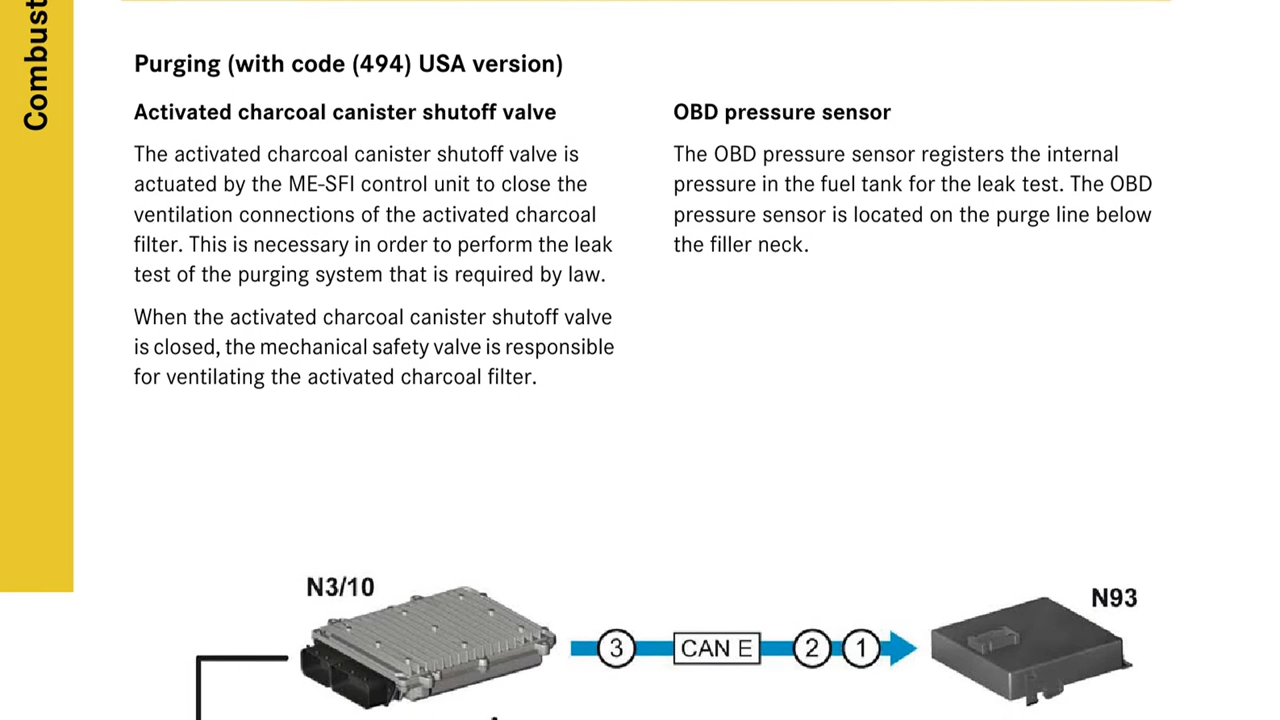 Combust
Purging (with code (494) USA version)
Activated charcoal canister shutoff valve
The activated charcoal canister shutoff valve is
actuated by the ME-SFI control unit to close the
ventilation connections of the activated charcoal
filter. This is necessary in order to perform the leak
test of the purging system that is required by law.
When the activated charcoal canister shutoff valve
is closed, the mechanical safety valve is responsible
for ventilating the activated charcoal filter.
OBD pressure sensor
The OBD pressure sensor registers the internal
pressure in the fuel tank for the leak test. The OBD
pressure sensor is located on the purge line below
the filler neck.
N3/10
3 CAN E 2 1
N93